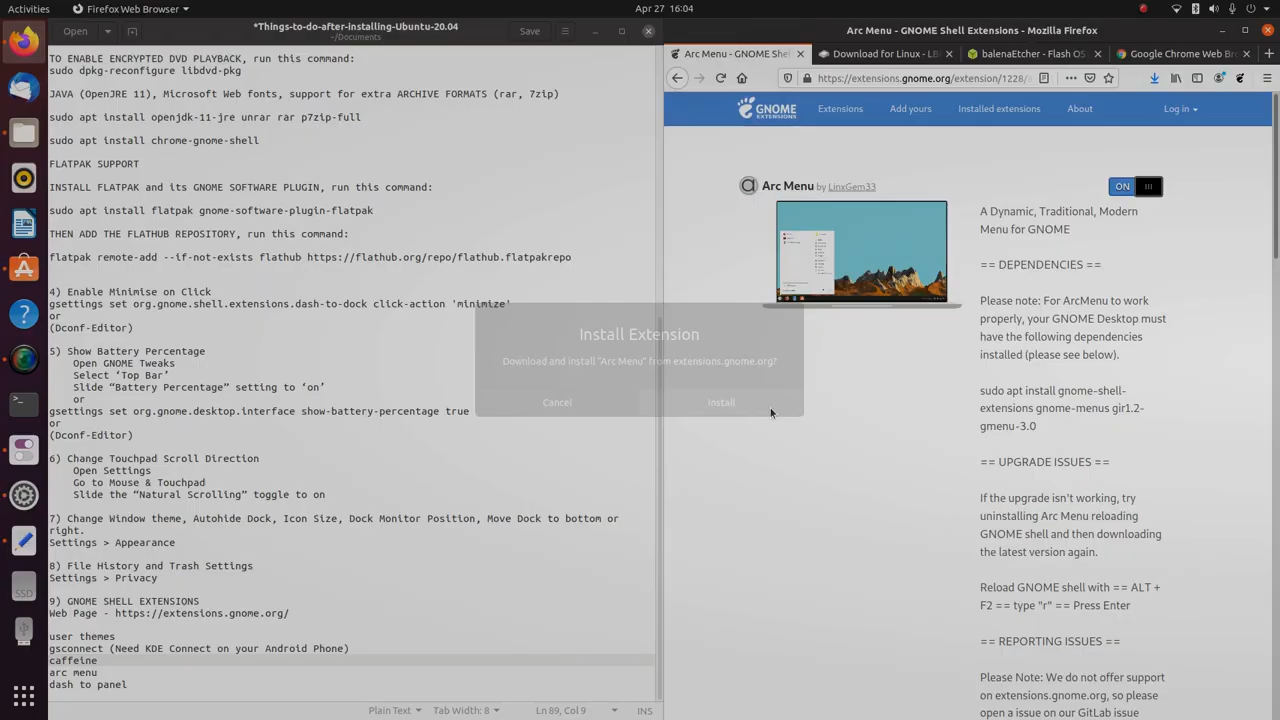 Activities
Firefox Web Browser
Apr 27 16:04
Open
*Things-to-do-after-installing-Ubuntu-20.04
~/Documents
Save
TO ENABLE ENCRYPTED DVD PLAYBACK, run this command:
sudo dpkg-reconfigure libdvd-pkg
JAVA (OpenJRE 11), Microsoft Web fonts, support for extra ARCHIVE FORMATS (rar, 7zip)
sudo apt install openjdk-11-jre unrar rar p7zip-full
sudo apt install chrome-gnome-shell
FLATPAK SUPPORT
INSTALL FLATPAK and its GNOME SOFTWARE PLUGIN, run this command:
sudo apt install flatpak gnome-software-plugin-flatpak
THEN ADD THE FLATHUB REPOSITORY, run this command:
flatpak remote-add --if-not-exists flathub https://flathub.org/repo/flathub.flatpakrepo
4) Enable Minimise on Click
gsettings set org.gnome.shell.extensions.dash-to-dock click-action 'minimize'
or
(Dconf-Editor)
5) Show Battery Percentage
Open GNOME Tweaks
Select ‘Top Bar’
Slide “Battery Percentage” setting to ‘on’
or
gsettings set org.gnome.desktop.interface show-battery-percentage true
or
(Dconf-Editor)
6) Change Touchpad Scroll Direction
Open Settings
Go to Mouse & Touchpad
Slide the “Natural Scrolling” toggle to on
7) Change Window theme, Autohide Dock, Icon Size, Dock Monitor Position, Move Dock to bottom or
right.
Settings > Appearance
8) File History and Trash Settings
Settings > Privacy
9) GNOME SHELL EXTENSIONS
Web Page - https://extensions.gnome.org/
user themes
gsconnect (Need KDE Connect on your Android Phone)
caffeine
arc menu
dash to panel
Plain Text
Tab Width: 8
Ln 89, Col 9
INS
SSD
Install Extension
Download and install “Arc Menu” from extensions.gnome.org?
Cancel
Install
Arc Menu - GNOME Shell Extensions - Mozilla Firefox
Arc Menu - GNOME Shel
Download for Linux - LB
balenaEtcher - Flash OS
Google Chrome Web Br
https://extensions.gnome.org/extension/1228/a
GNOME
EXTENSIONS
Extensions
Add yours
Installed extensions
About
Log in
Arc Menu by LinxGem33
ON
A Dynamic, Traditional, Modern
Menu for GNOME
== DEPENDENCIES ==
Please note: For ArcMenu to work
properly, your GNOME Desktop must
have the following dependencies
installed (please see below).
sudo apt install gnome-shell-
extensions gnome-menus gir1.2-
gmenu-3.0
== UPGRADE ISSUES ==
If the upgrade isn't working, try
uninstalling Arc Menu reloading
GNOME shell and then downloading
the latest version again.
Reload GNOME shell with == ALT +
F2 == type "r" == Press Enter
== REPORTING ISSUES ==
Please Note: We do not offer support
on extensions.gnome.org, so please
open a issue on our GitLab issue